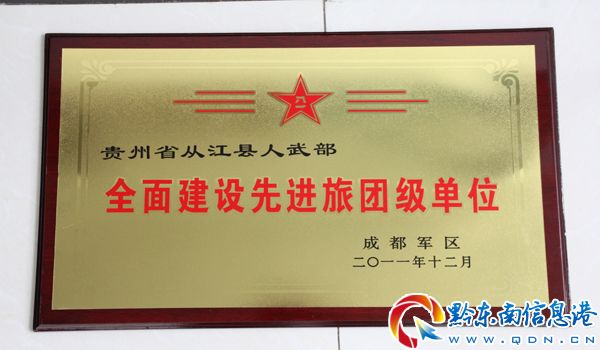 八一
贵州省从江县人武部
全面建设先进旅团级单位
成都军区
二〇一一年十二月
黔东南信息港
www.QDN.cn